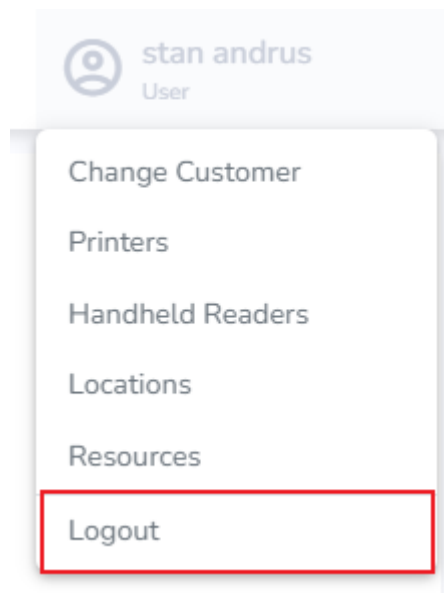 stan andrus
User
Change Customer
Printers
Handheld Readers
Locations
Resources
Logout